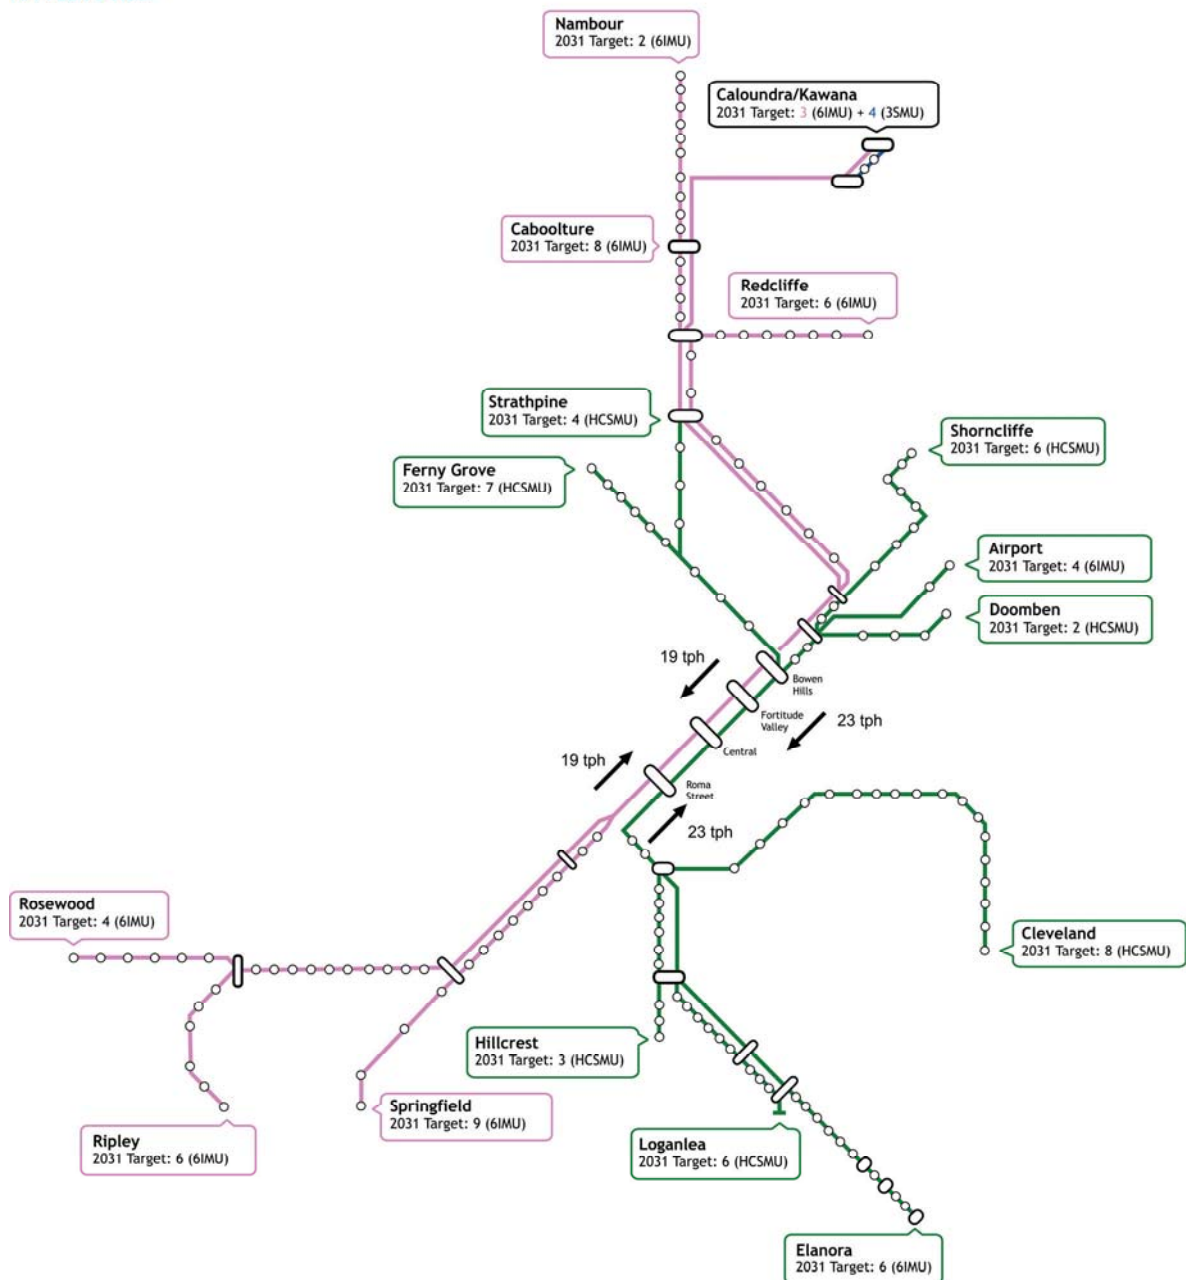 Nambour
2031 Target: 2 (6IMU)
Caloundra/Kawana
2031 Target: 3 (6IMU) + 4 (3SMU)
Caboolture
2031 Target: 8 (6IMU)
Redcliffe
2031 Target: 6 (6IMU)
Strathpine
2031 Target: 4 (HCSMU)
Shorncliffe
2031 Target: 6 (HCSMU)
Ferny Grove
2031 Target: 7 (HCSMU)
Airport
2031 Target: 4 (6IMU)
Doomben
2031 Target: 2 (HCSMU)
19 tph
Bowen
Hills
Fortitude
Valley
23 tph
Central
19 tph
Roma
Street
23 tph
Rosewood
2031 Target: 4 (6IMU)
Cleveland
2031 Target: 8 (HCSMU)
Hillcrest
2031 Target: 3 (HCSMU)
Springfield
2031 Target: 9 (6IMU)
Ripley
2031 Target: 6 (6IMU)
Loganlea
2031 Target: 6 (HCSMU)
Elanora
2031 Target: 6 (6IMU)